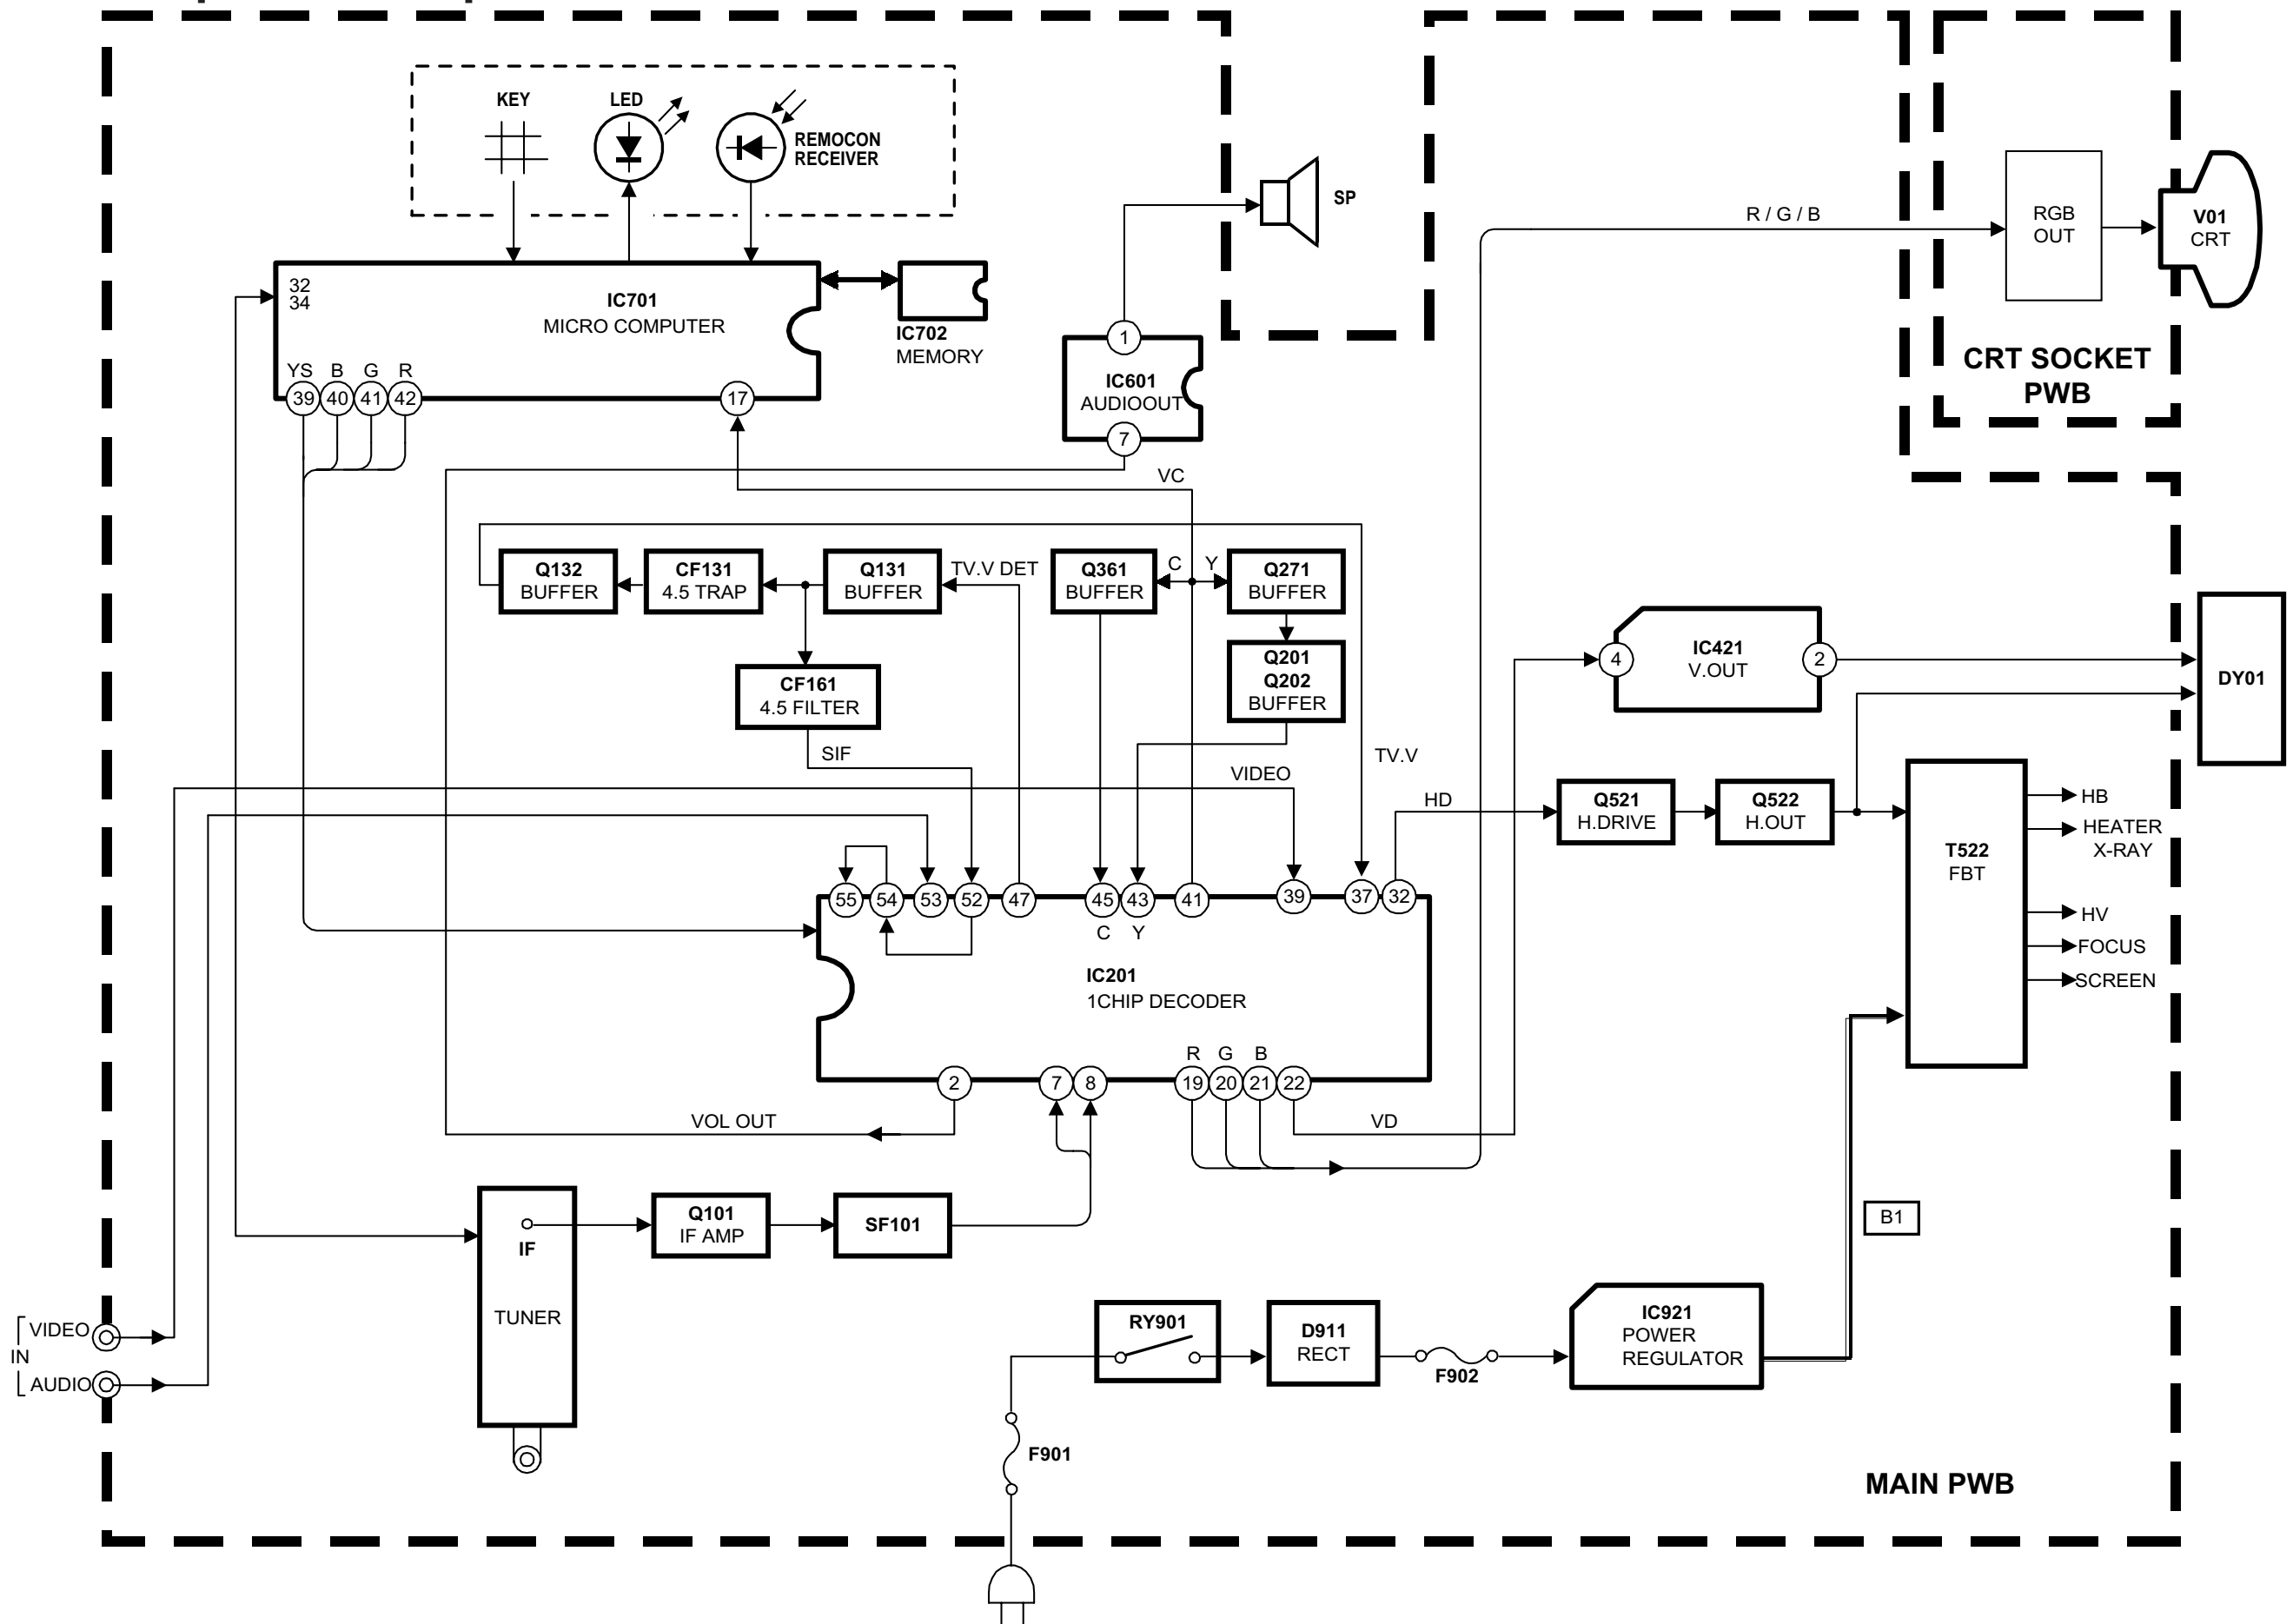 KEY
LED
REMOCON
RECEIVER
SP
R / G / B
RGB
OUT
V01
CRT
32
34
IC701
MICRO COMPUTER
IC702
MEMORY
YS B G R
39 40 41 42
17
1
IC601
AUDIOOUT
7
CRT SOCKET
PWB
VC
Q132
BUFFER
CF131
4.5 TRAP
Q131
BUFFER
TV.V DET
Q361
BUFFER
C Y
Q271
BUFFER
Q201
Q202
BUFFER
CF161
4.5 FILTER
SIF
VIDEO
TV.V
4
IC421
V.OUT
2
DY01
HD
Q521
H.DRIVE
Q522
H.OUT
T522
FBT
HB
HEATER
X-RAY
HV
FOCUS
SCREEN
55 54 53 52 47 45 43 41 39 37 32
C Y
IC201
1CHIP DECODER
R G B
2 7 8 19 20 21 22
VOL OUT
VD
B1
Q101
IF AMP
SF101
IF
TUNER
VIDEO
IN
AUDIO
RY901
D911
RECT
F902
IC921
POWER
REGULATOR
F901
MAIN PWB